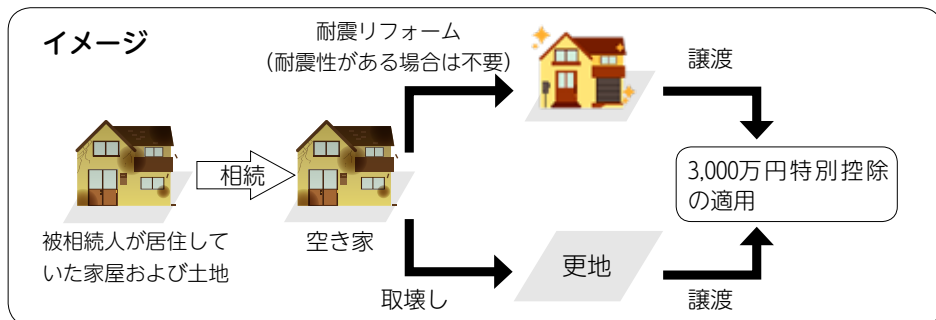 イメージ
耐震リフォーム
(耐震性がある場合は不要)
譲渡
相続
3,000万円特別控除
の適用
被相続人が居住して
いた家屋および土地
空き家
更地
取壊し
譲渡